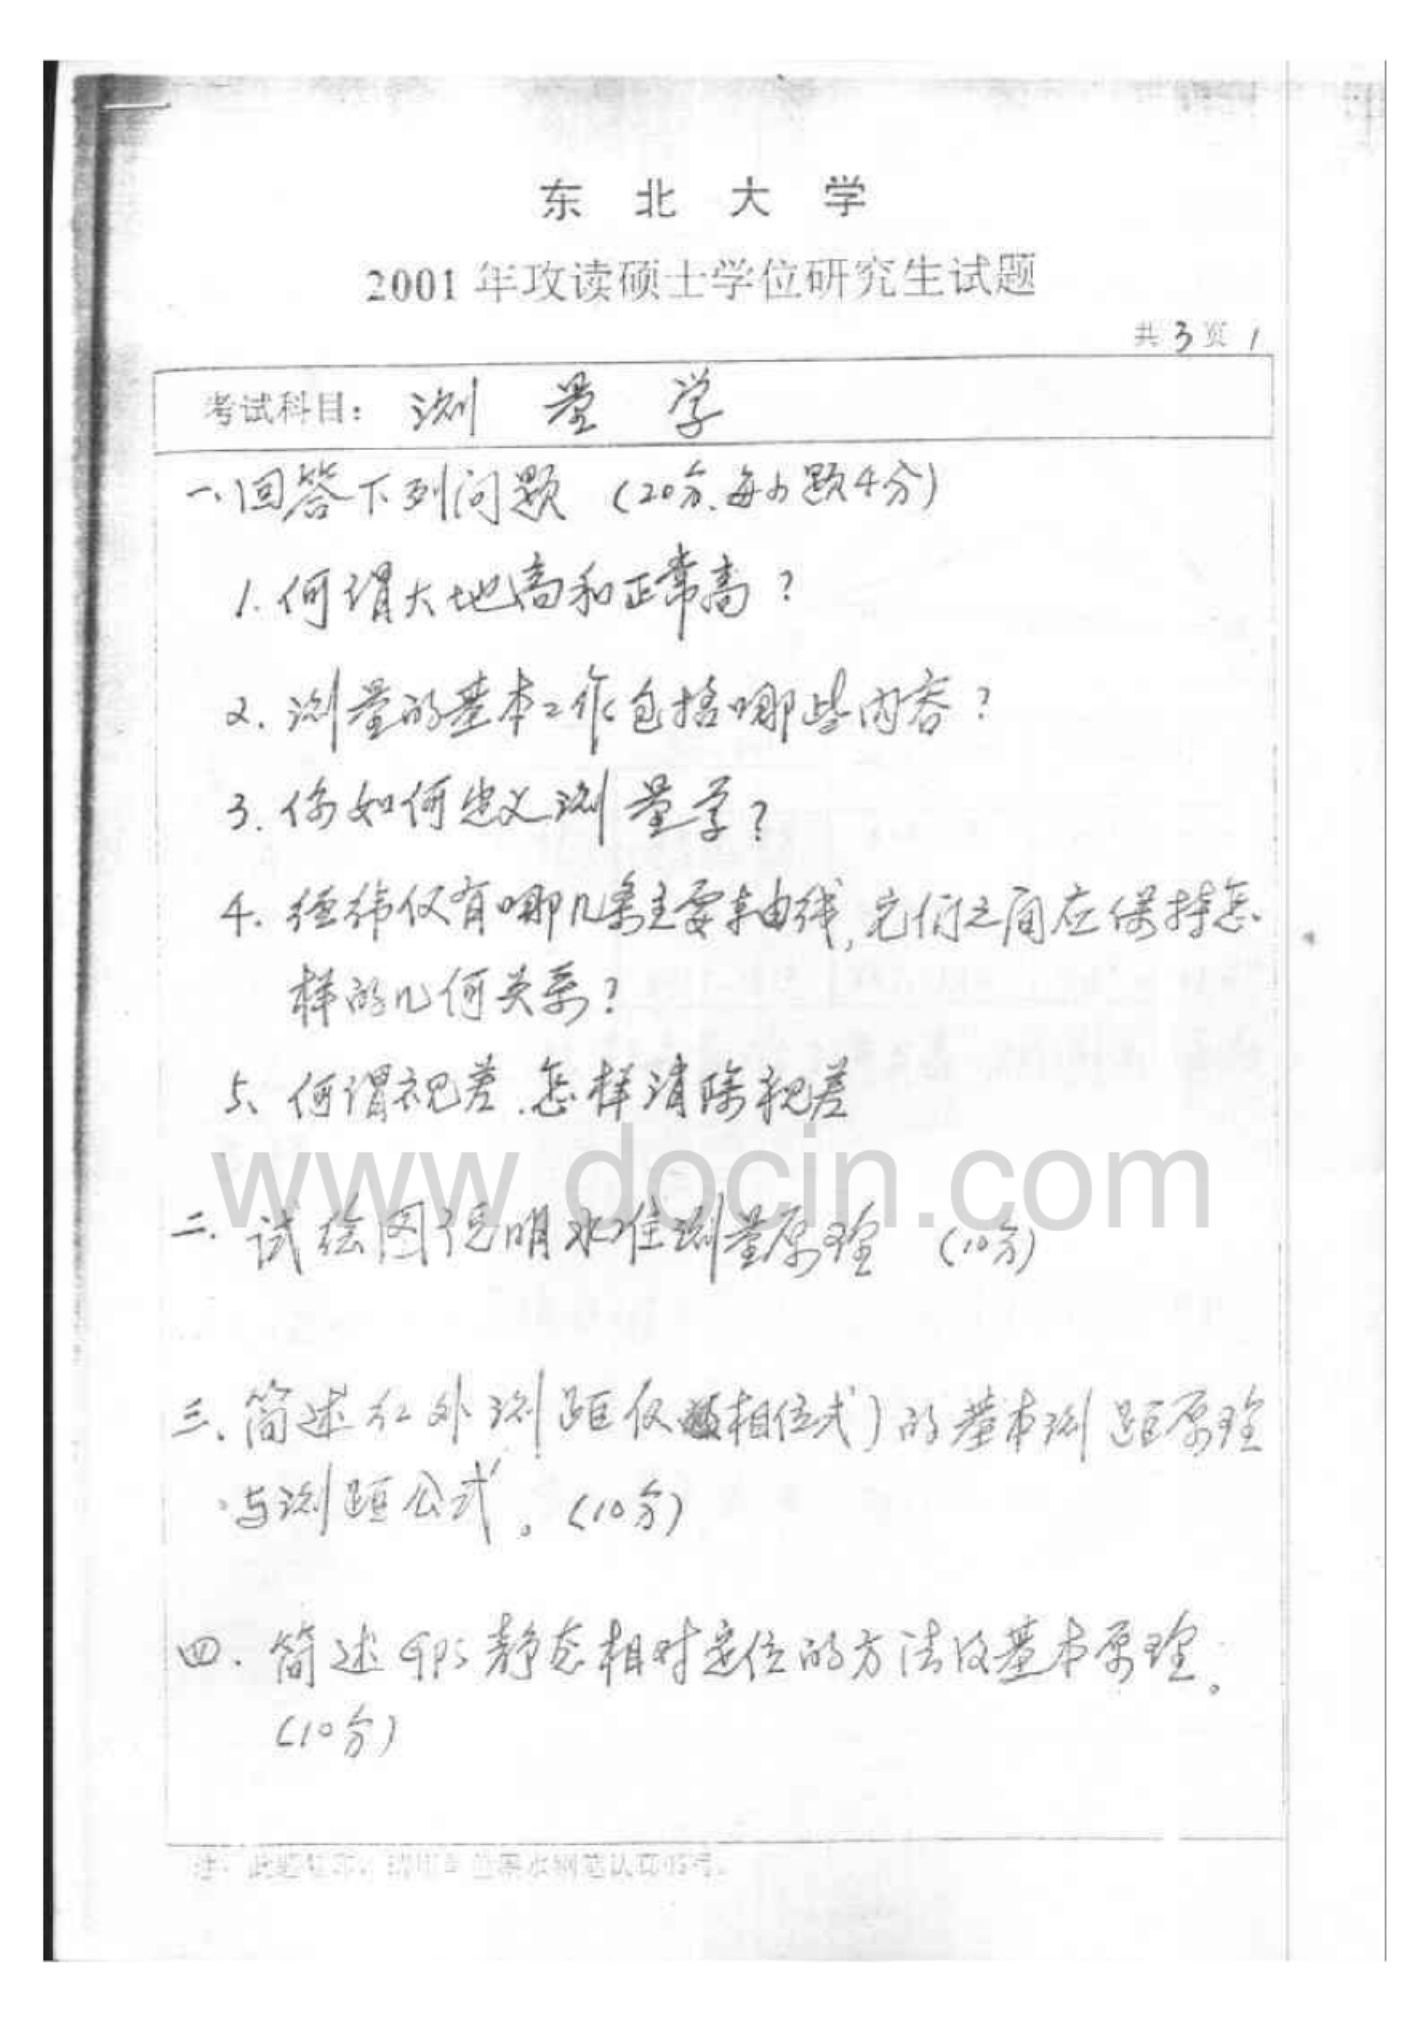 东北大学
2001年攻读硕士学位研究生试题
共3页 1
考试科目: 测量学
一、回答下列问题 (20分、每小题4分)
1. 何谓大地高和正常高?
2. 测量的基本工作包括哪些内容?
3. 你如何定义测量学?
4. 经纬仪有哪几条主要轴线,它们之间应保持怎
样的几何关系?
5、何谓视差、怎样消除视差
www.docin.com
二、试绘图说明水准测量原理 (10分)
三、简述红外测距仪(相位式)的基本测距原理
与测距公式。(10分)
四、简述GPS静态相对定位的方法及基本原理。
(10分)